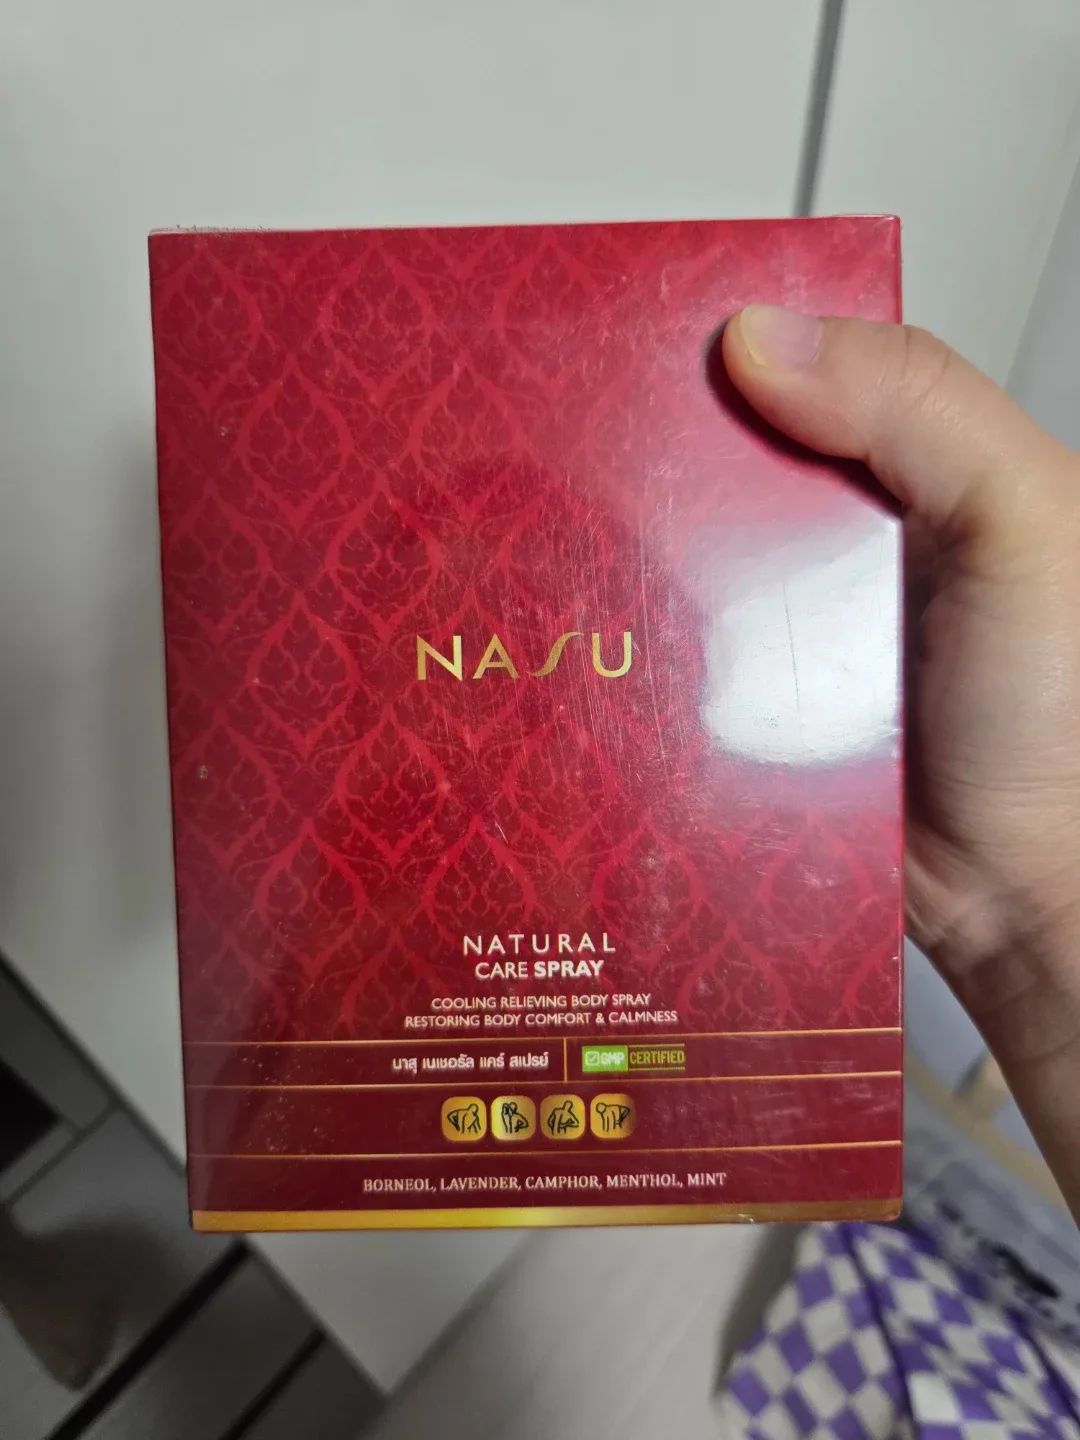 NASU
NATURAL
CARE SPRAY
COOLING RELIEVING BODY SPRAY
RESTORING BODY COMFORT & CALMNESS
นาสุ เนเชอรัล แคร์ สเปรย์
GMP CERTIFIED
BORNEOL, LAVENDER, CAMPHOR, MENTHOL, MINT